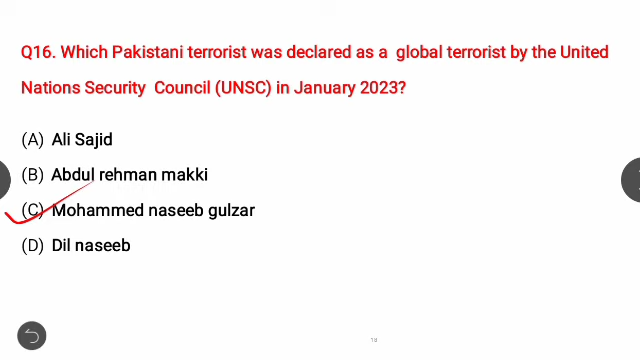 Q16. Which Pakistani terrorist was declared as a global terrorist by the United
Nations Security Council (UNSC) in January 2023?
(A) Ali Sajid
(B) Abdul rehman makki
(C) Mohammed naseeb gulzar
(D) Dil naseeb